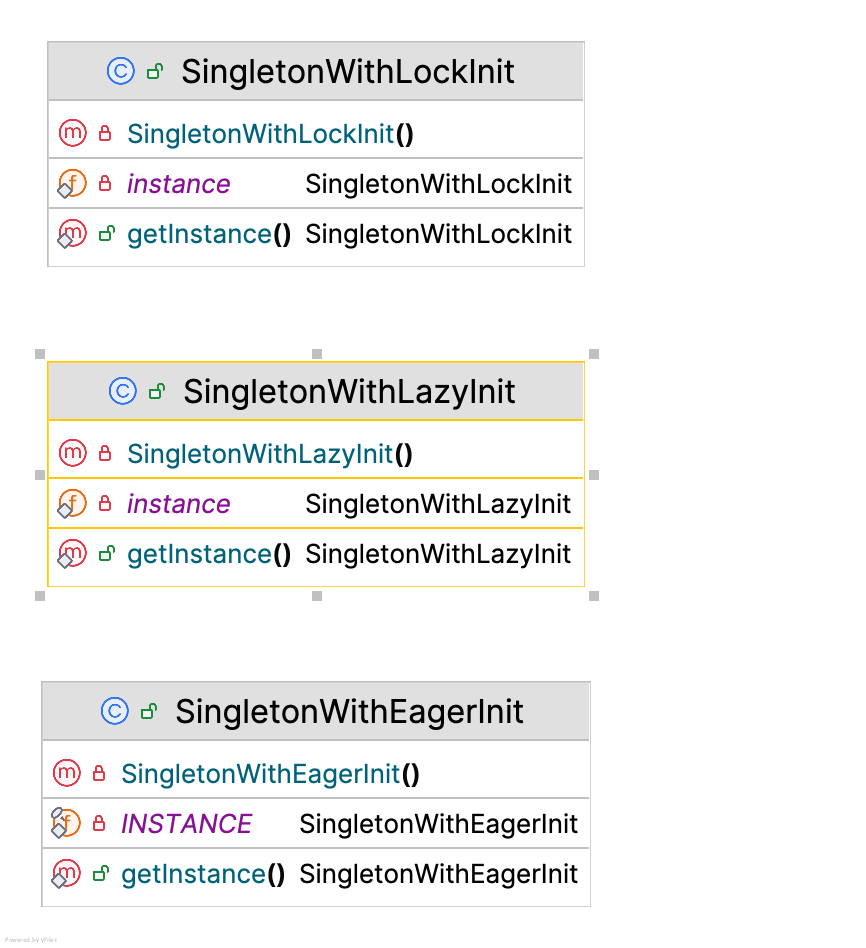 C SingletonWithLockInit
m SingletonWithLockInit()
f instance SingletonWithLockInit
m getInstance() SingletonWithLockInit
C SingletonWithLazyInit
m SingletonWithLazyInit()
f instance SingletonWithLazyInit
m getInstance() SingletonWithLazyInit
C SingletonWithEagerInit
m SingletonWithEagerInit()
f INSTANCE SingletonWithEagerInit
m getInstance() SingletonWithEagerInit
Powered by yFiles